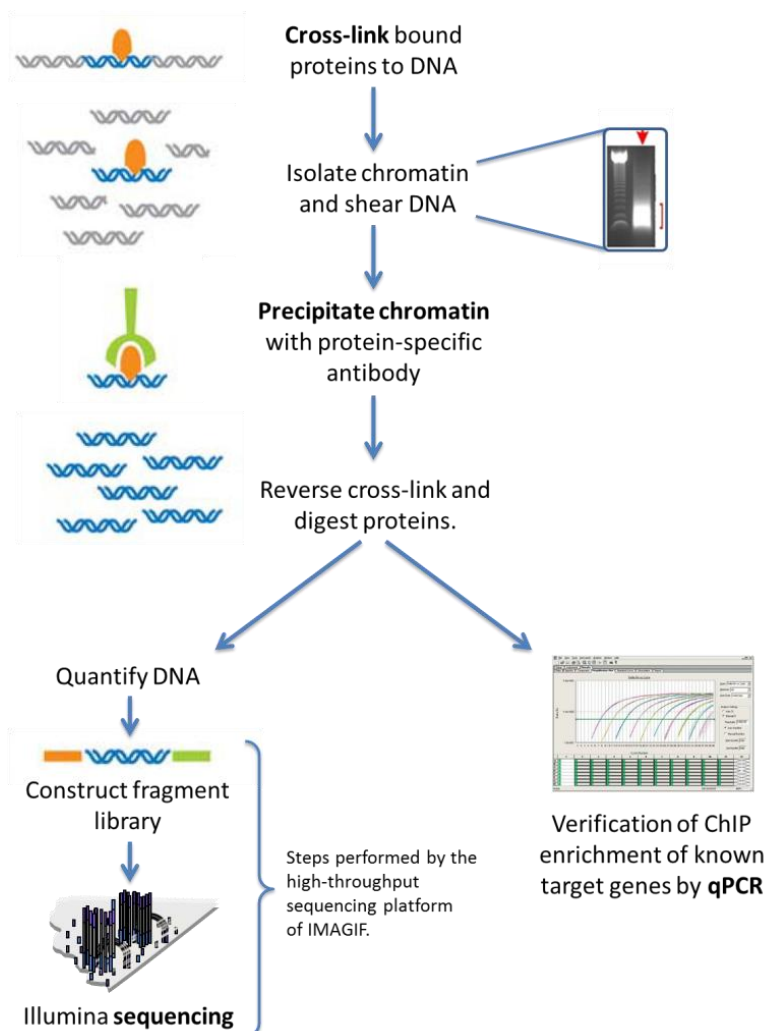 Cross-link bound
proteins to DNA
Isolate chromatin
and shear DNA
Precipitate chromatin
with protein-specific
antibody
Reverse cross-link and
digest proteins.
Quantify DNA
Construct fragment
library
Illumina sequencing
Steps performed by the
high-throughput
sequencing platform
of IMAGIF.
Verification of ChIP
enrichment of known
target genes by qPCR